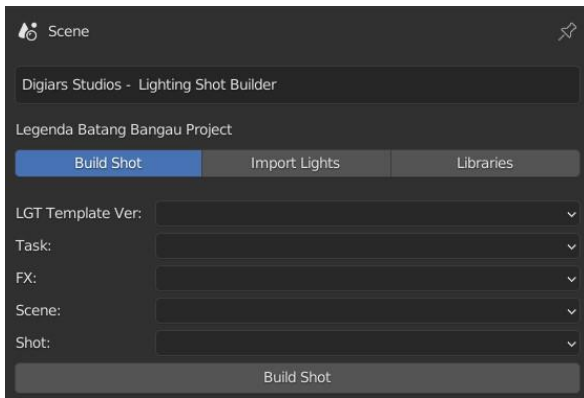 Scene
Digiars Studios - Lighting Shot Builder
Legenda Batang Bangau Project
Build Shot Import Lights Libraries
LGT Template Ver:
Task:
FX:
Scene:
Shot:
Build Shot